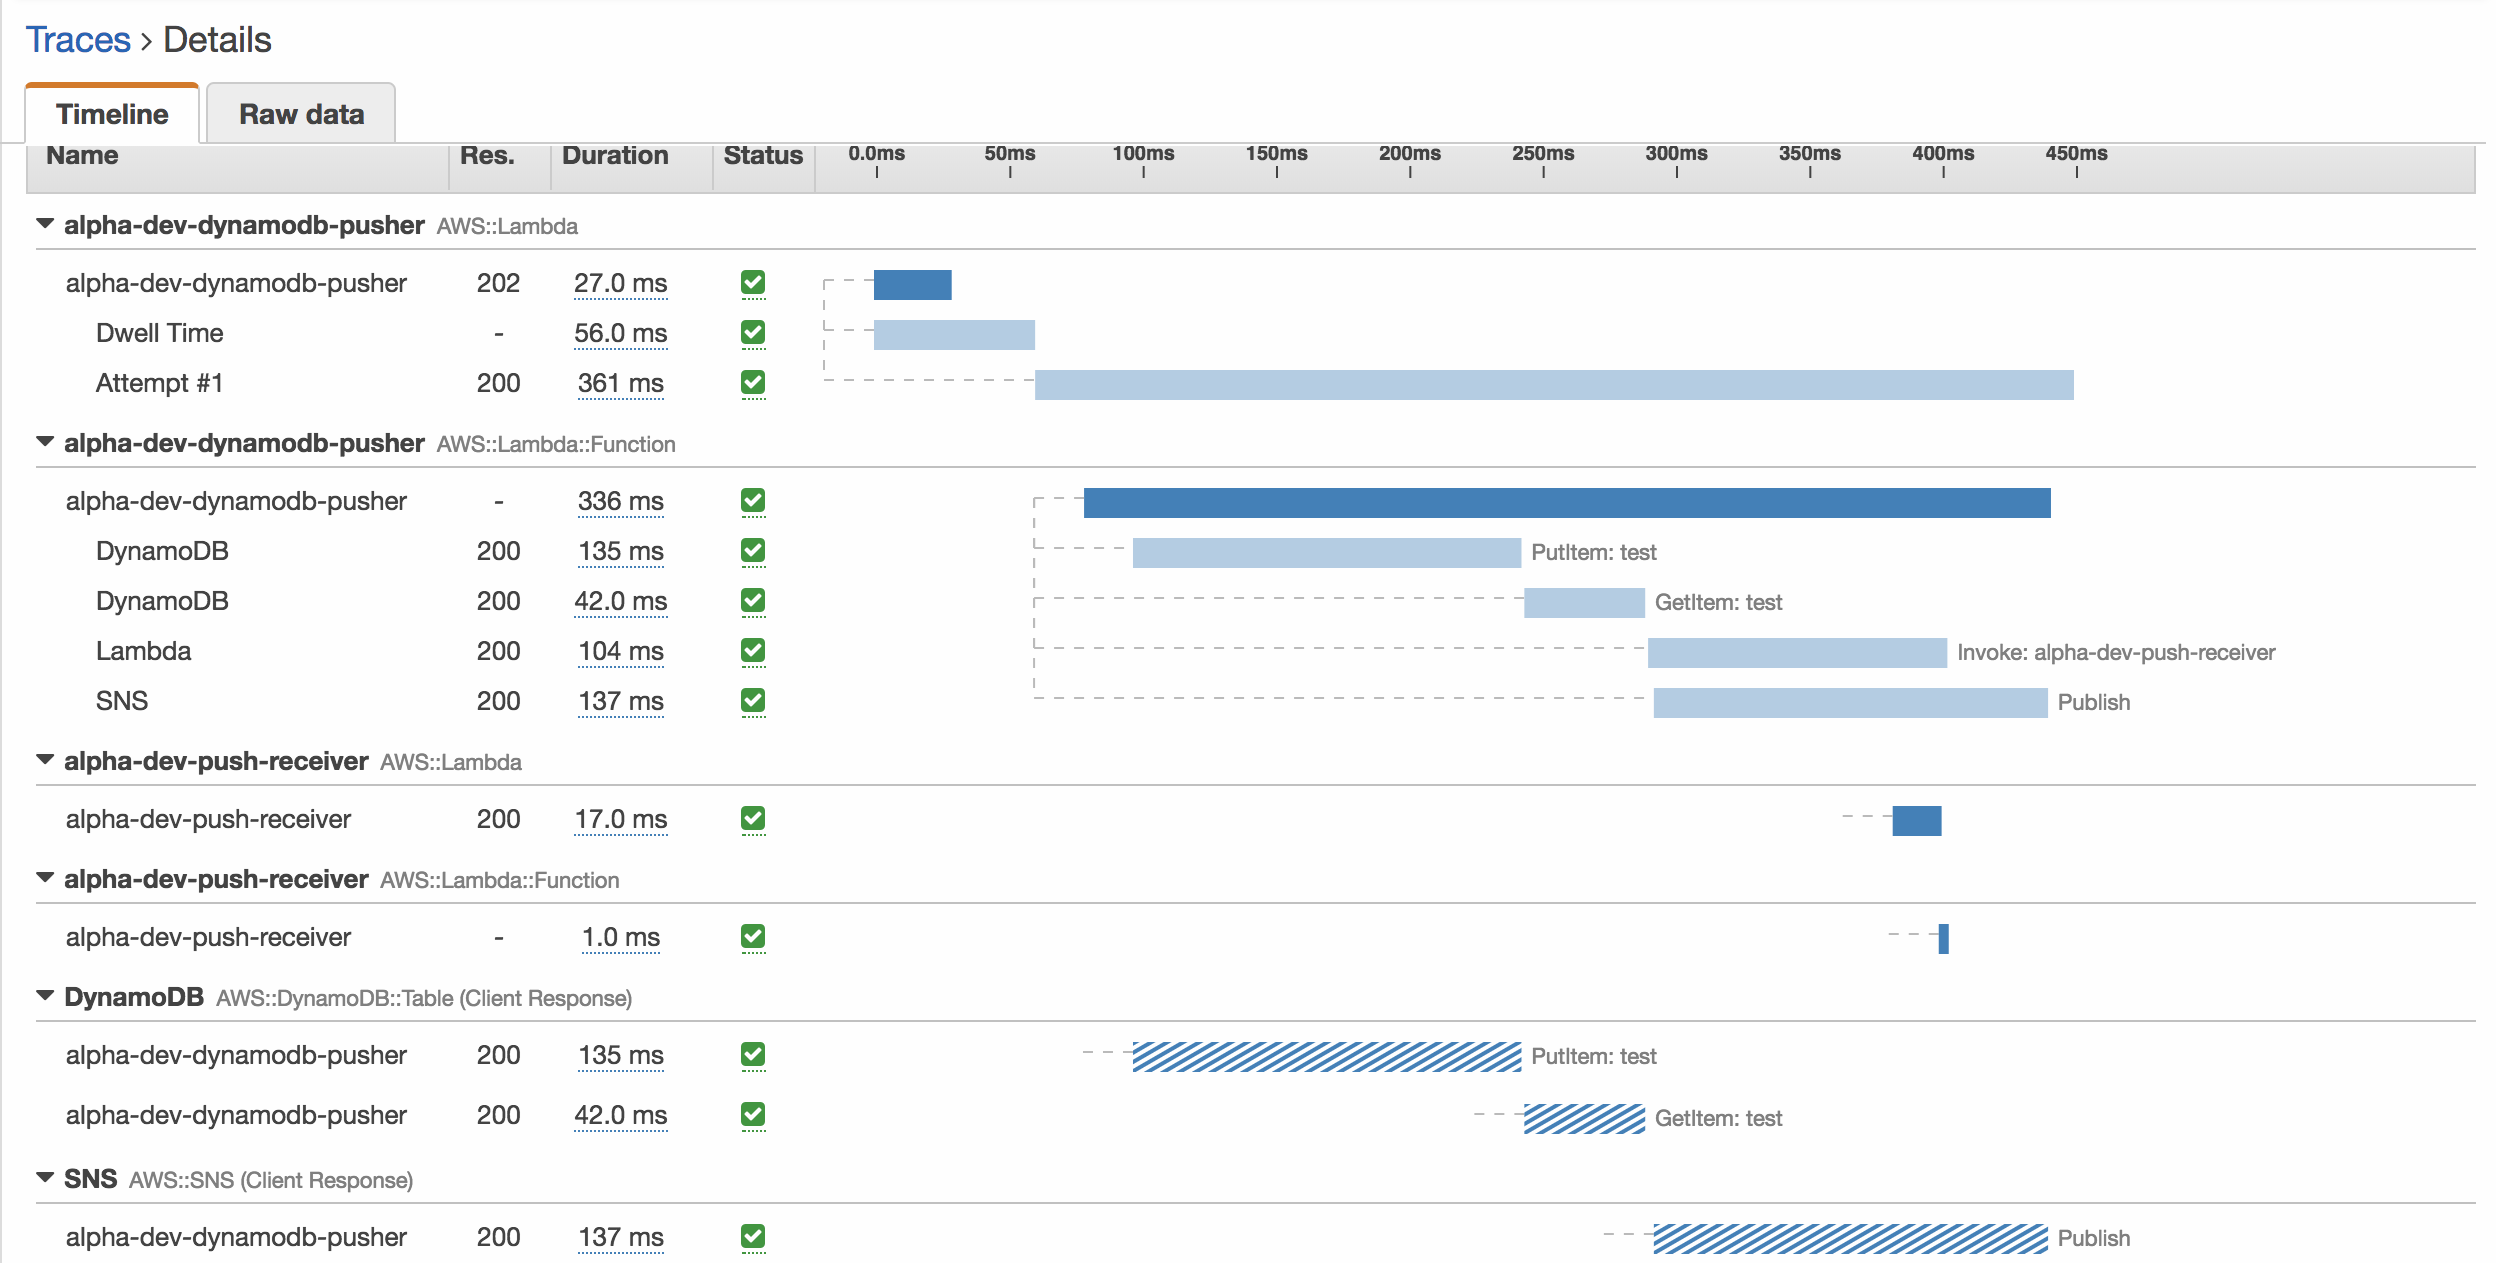 Traces › Details
Timeline Raw data
Name Res. Duration Status 0.0ms 50ms 100ms 150ms 200ms 250ms 300ms 350ms 400ms 450ms
alpha-dev-dynamodb-pusher AWS::Lambda
alpha-dev-dynamodb-pusher 202 27.0 ms
Dwell Time - 56.0 ms
Attempt #1 200 361 ms
alpha-dev-dynamodb-pusher AWS::Lambda::Function
alpha-dev-dynamodb-pusher - 336 ms
DynamoDB 200 135 ms PutItem: test
DynamoDB 200 42.0 ms GetItem: test
Lambda 200 104 ms Invoke: alpha-dev-push-receiver
SNS 200 137 ms Publish
alpha-dev-push-receiver AWS::Lambda
alpha-dev-push-receiver 200 17.0 ms
alpha-dev-push-receiver AWS::Lambda::Function
alpha-dev-push-receiver - 1.0 ms
DynamoDB AWS::DynamoDB::Table (Client Response)
alpha-dev-dynamodb-pusher 200 135 ms PutItem: test
alpha-dev-dynamodb-pusher 200 42.0 ms GetItem: test
SNS AWS::SNS (Client Response)
alpha-dev-dynamodb-pusher 200 137 ms Publish